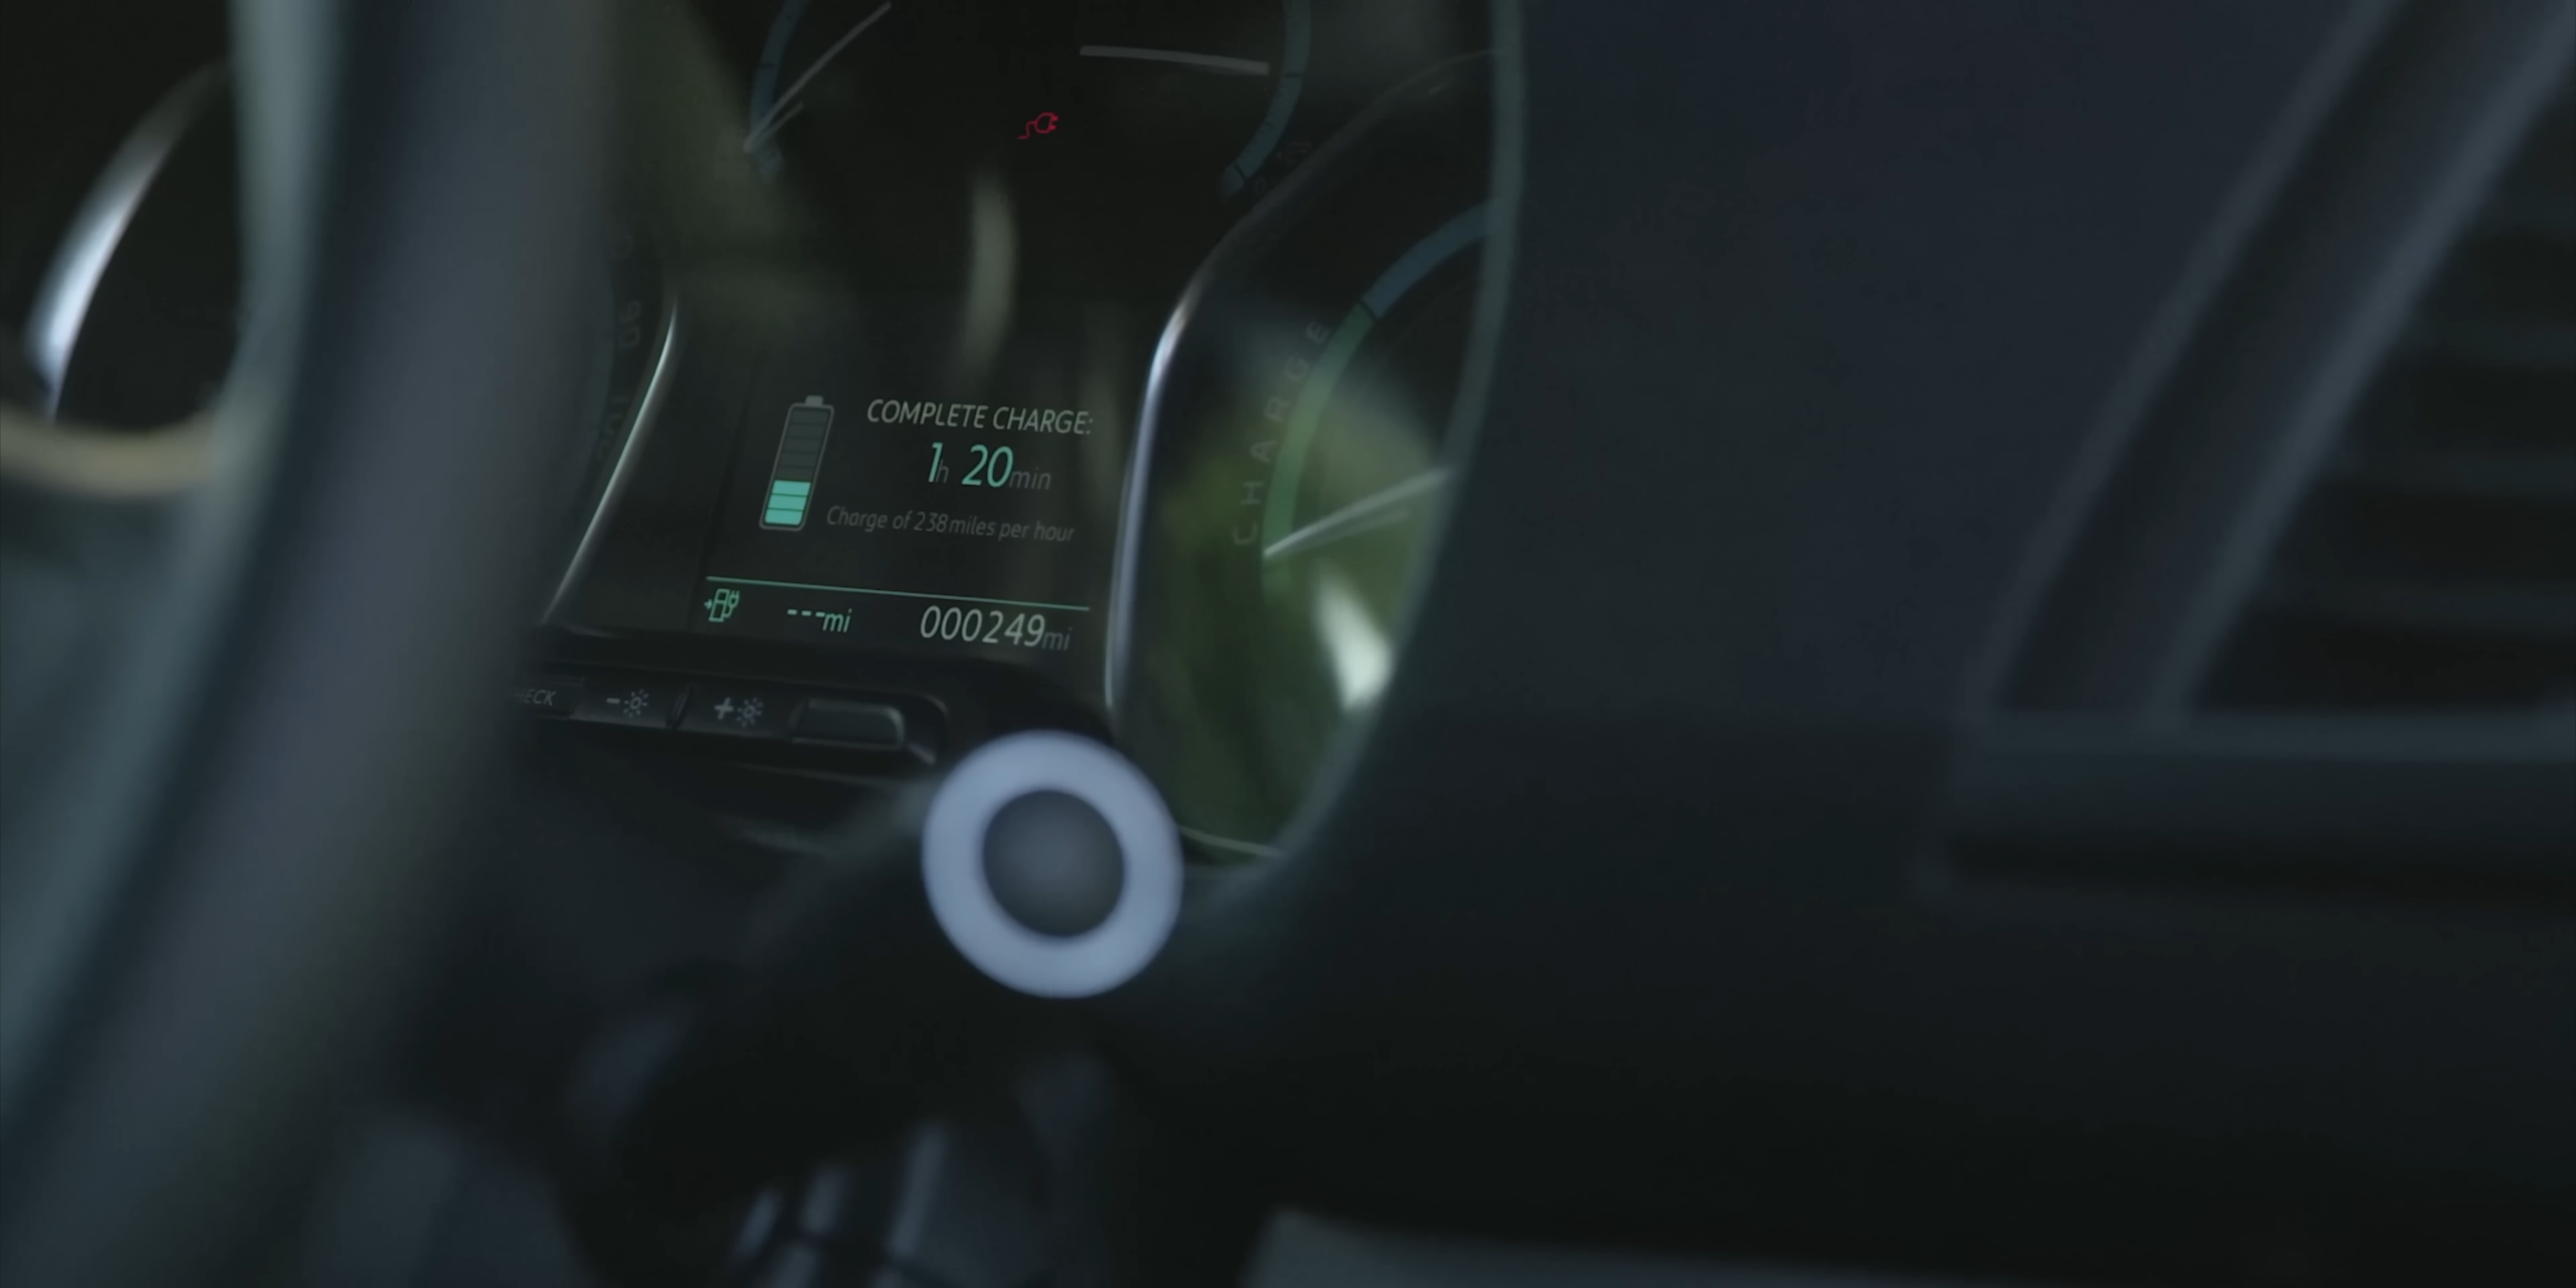 COMPLETE CHARGE:
1h 20min
Charge of 238 miles per hour
---mi 000249mi
CHARGE